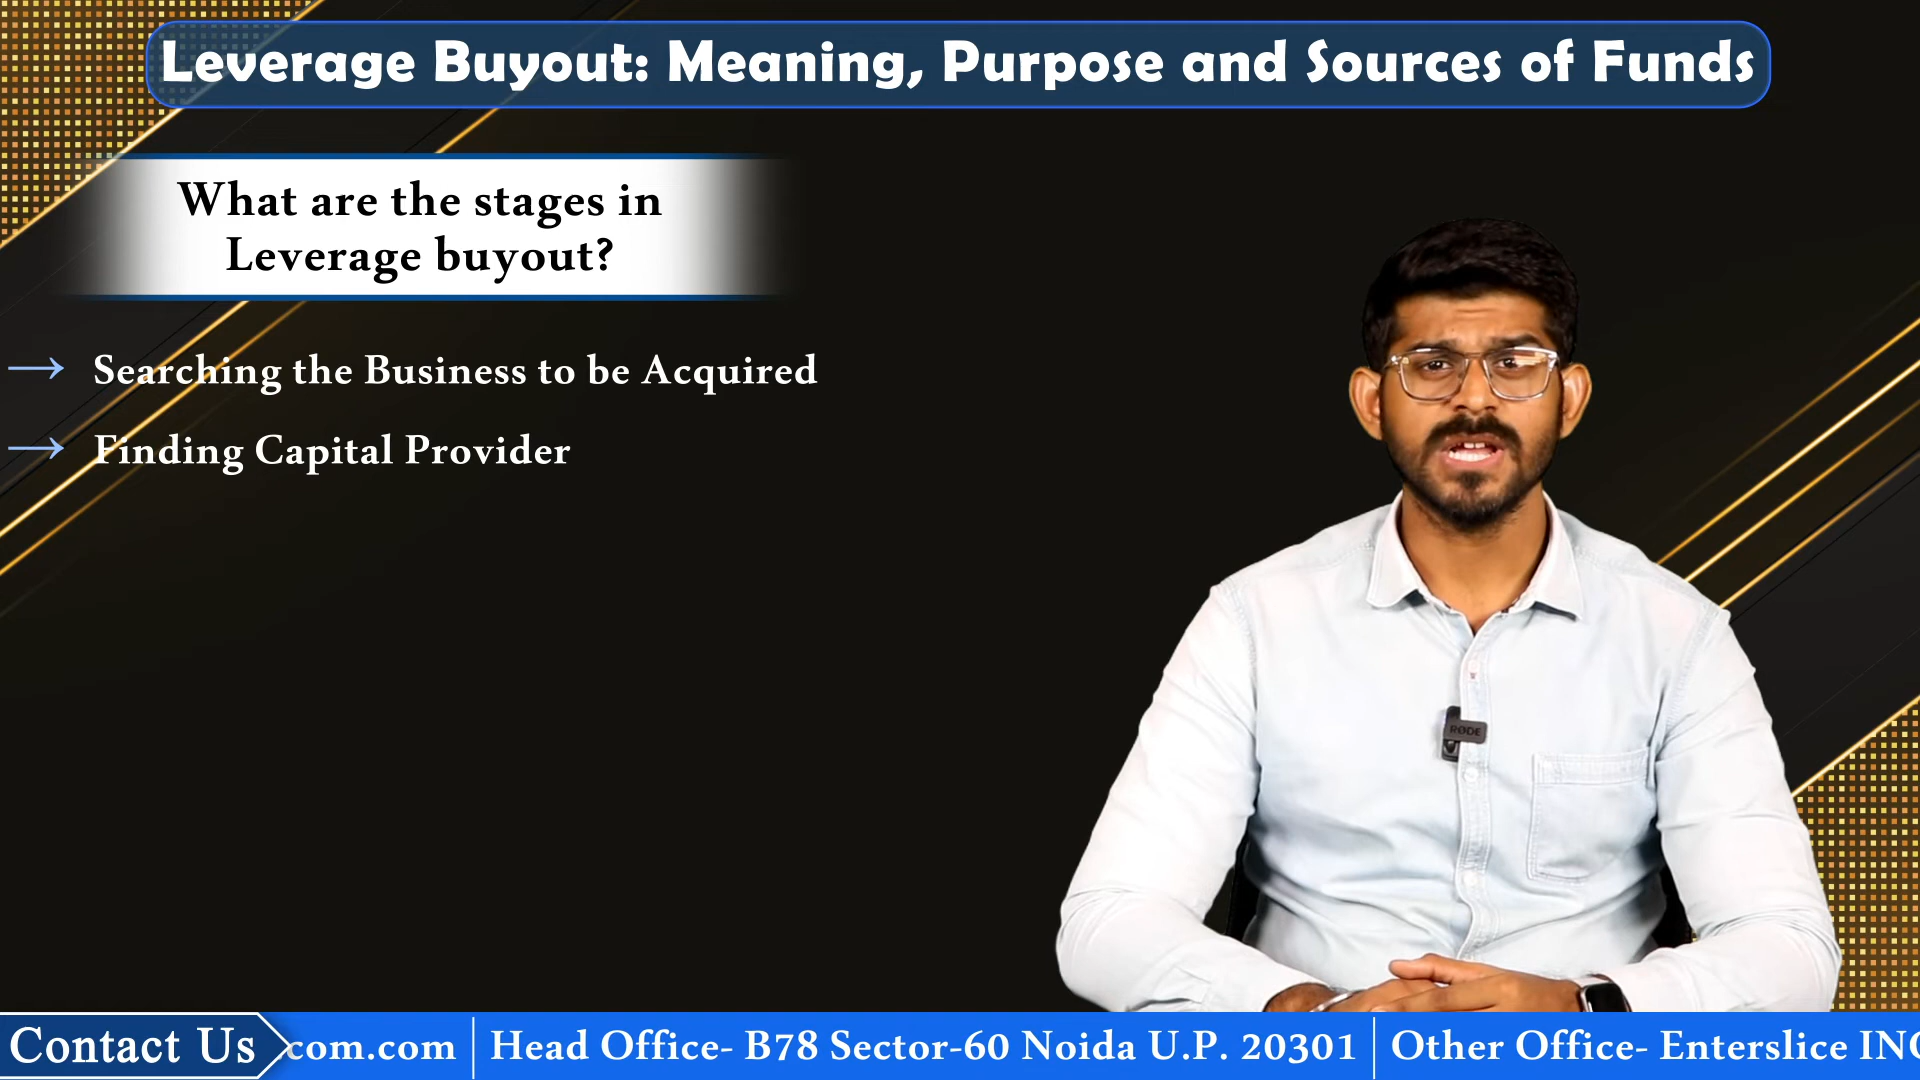 Leverage Buyout: Meaning, Purpose and Sources of Funds
What are the stages in
Leverage buyout?
→ Searching the Business to be Acquired
→ Finding Capital Provider
RØDE
Contact Us
com.com | Head Office- B78 Sector-60 Noida U.P. 20301 | Other Office- Enterslice